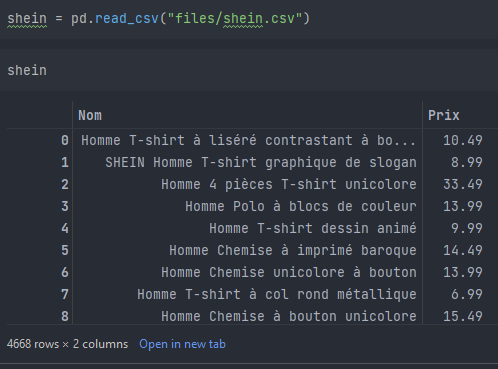 shein = pd.read_csv("files/shein.csv")
shein
Nom Prix
0 Homme T-shirt à liséré contrastant à bo... 10.49
1 SHEIN Homme T-shirt graphique de slogan 8.99
2 Homme 4 pièces T-shirt unicolore 33.49
3 Homme Polo à blocs de couleur 13.99
4 Homme T-shirt dessin animé 9.99
5 Homme Chemise à imprimé baroque 14.49
6 Homme Chemise unicolore à bouton 13.99
7 Homme T-shirt à col rond métallique 6.99
8 Homme Chemise à bouton unicolore 15.49
4668 rows × 2 columns Open in new tab